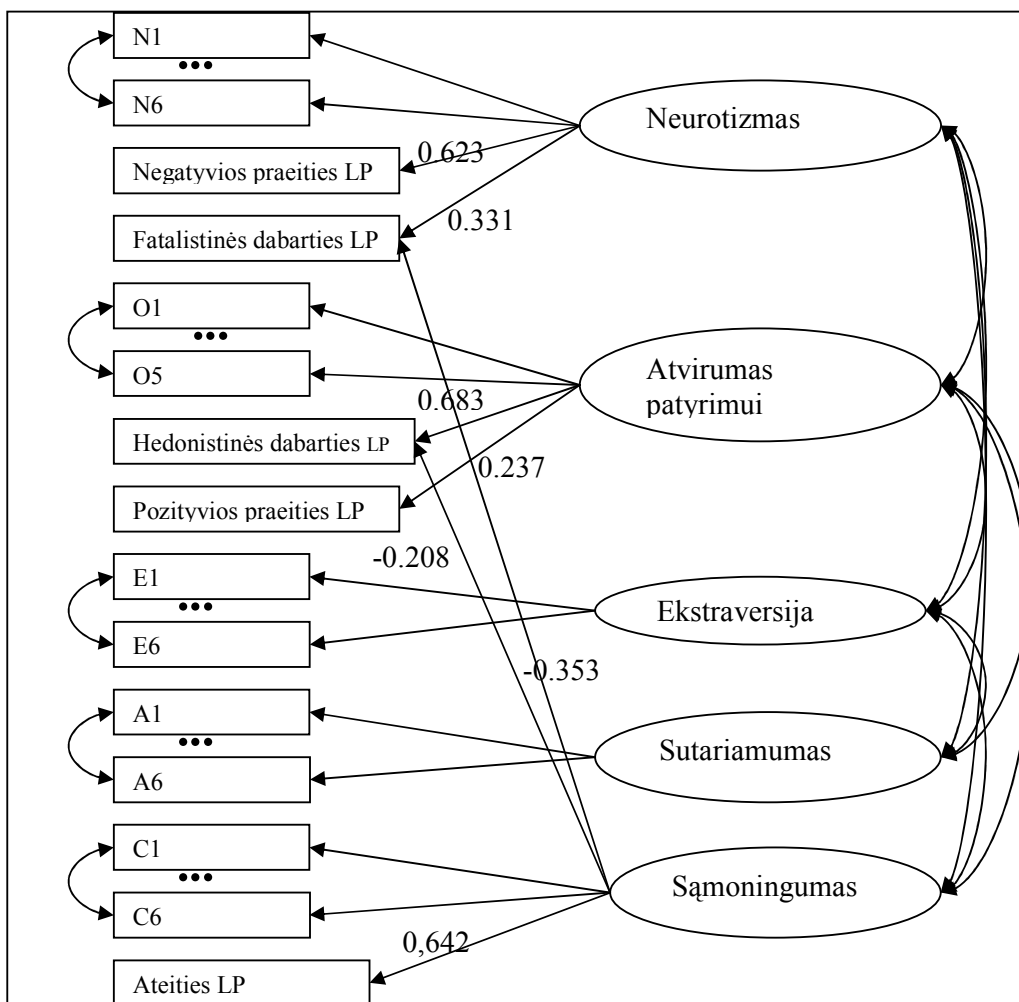 N1
•••
N6
Neurotizmas
Negatyvios praeities LP
0.623
Fatalistinės dabarties LP
0.331
O1
•••
O5
Atvirumas
patyrimui
0.683
Hedonistinės dabarties LP
0.237
Pozityvios praeities LP
-0.208
E1
•••
E6
Ekstraversija
-0.353
A1
•••
A6
Sutariamumas
C1
•••
C6
Sąmoningumas
0,642
Ateities LP